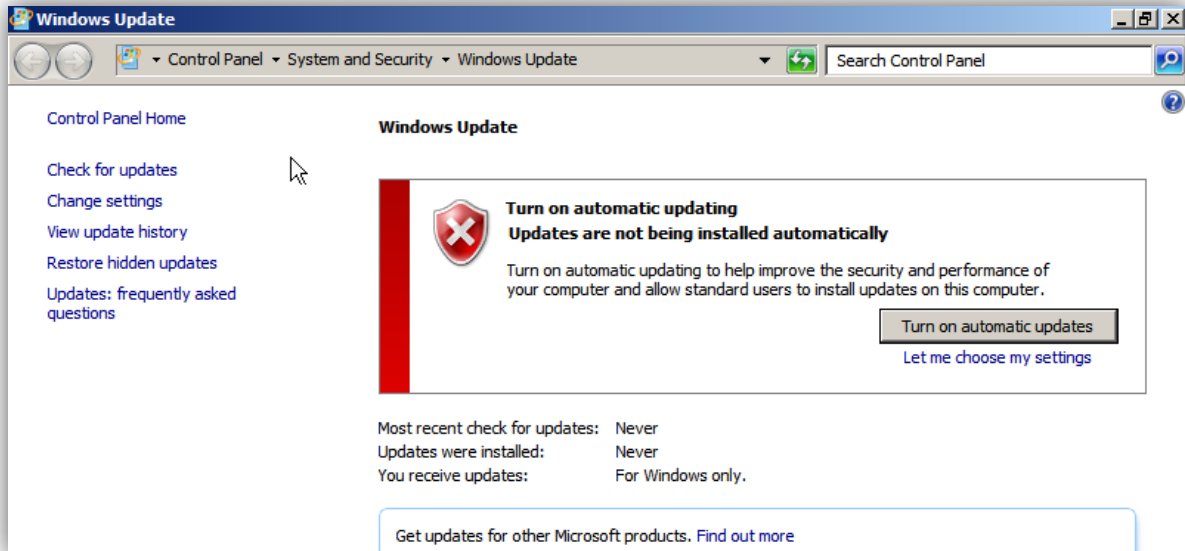 Windows Update
Control Panel System and Security Windows Update
Search Control Panel
Control Panel Home
Check for updates
Change settings
View update history
Restore hidden updates
Updates: frequently asked
questions
Windows Update
Turn on automatic updating
Updates are not being installed automatically
Turn on automatic updating to help improve the security and performance of
your computer and allow standard users to install updates on this computer.
Turn on automatic updates
Let me choose my settings
Most recent check for updates: Never
Updates were installed: Never
You receive updates: For Windows only.
Get updates for other Microsoft products. Find out more